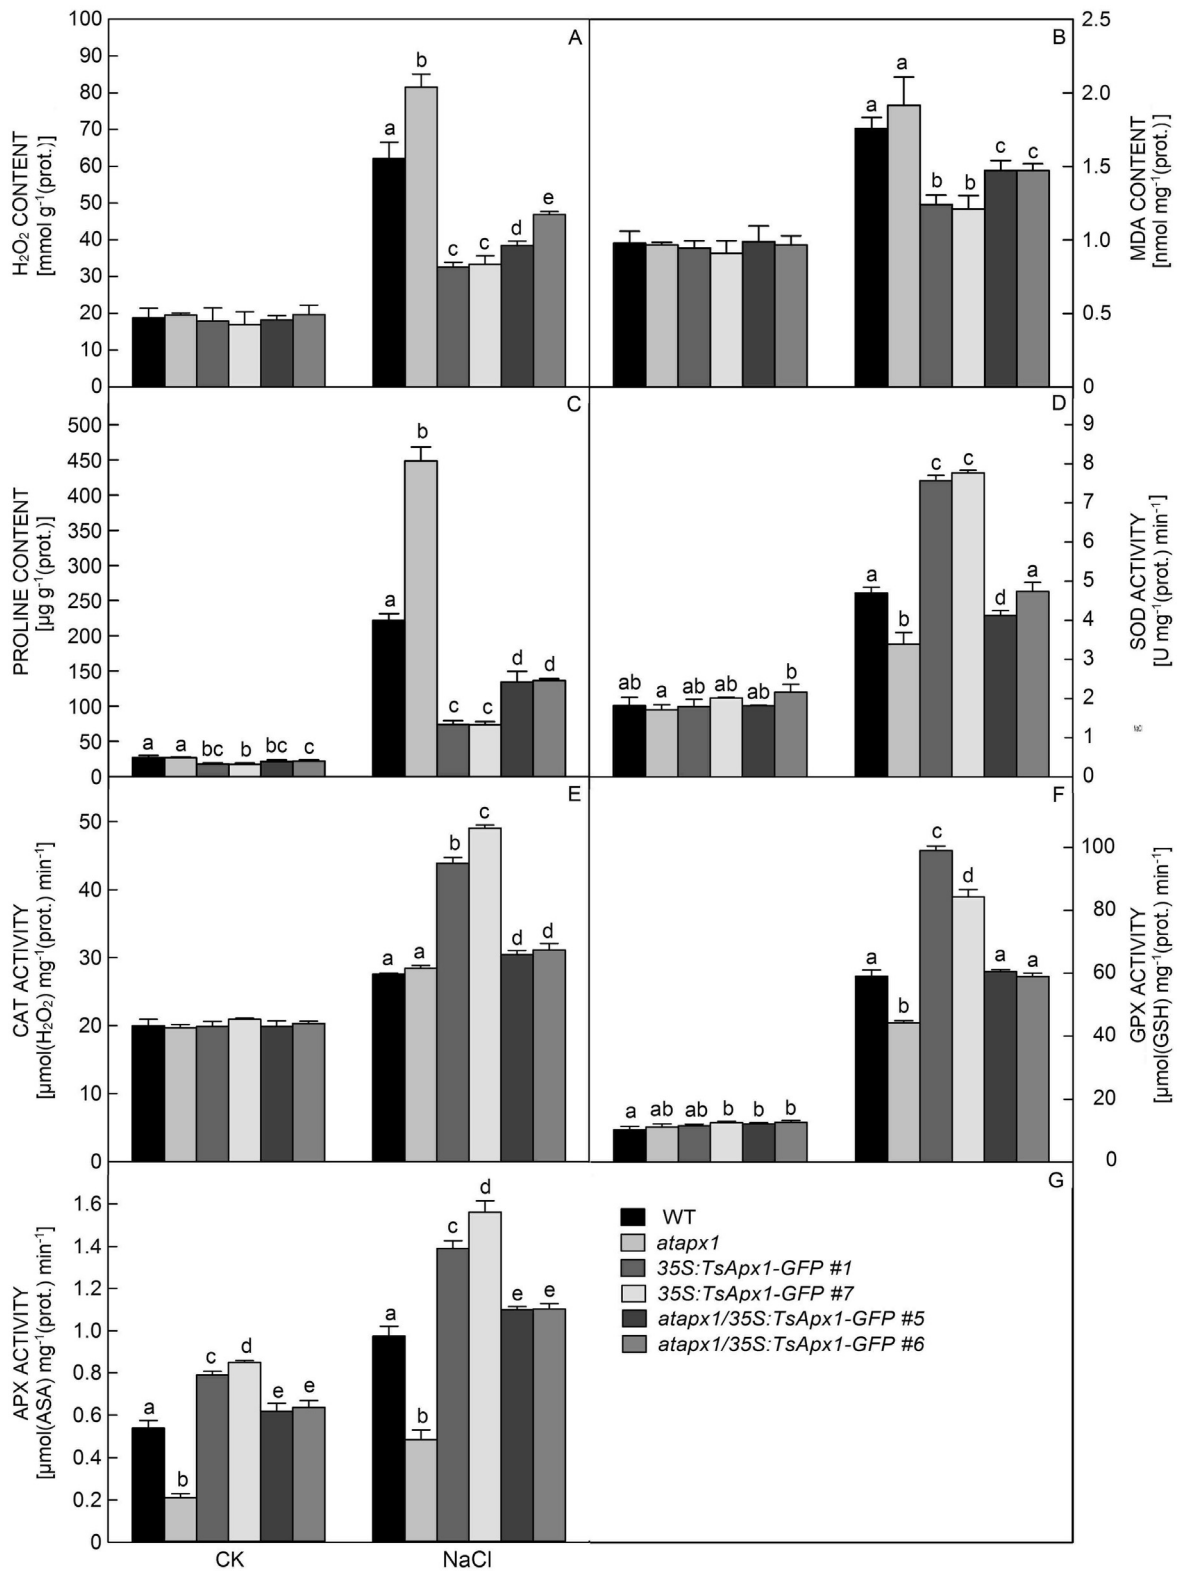 A
H₂O₂ CONTENT
[mmol g⁻¹(prot.)]
100
90
80
70
60
50
40
30
20
10
0
a
b
c
c
d
e
B
MDA CONTENT
[nmol mg⁻¹(prot.)]
2.5
2.0
1.5
1.0
0.5
0
a
a
b
b
c
c
C
PROLINE CONTENT
[µg g⁻¹(prot.)]
500
450
400
350
300
250
200
150
100
50
0
a
a
bc
b
bc
c
a
b
c
c
d
d
D
SOD ACTIVITY
[U mg⁻¹(prot.) min⁻¹]
9
8
7
6
5
4
3
2
1
0
ab
a
ab
ab
ab
b
a
b
c
c
d
a
E
CAT ACTIVITY
[µmol(H₂O₂) mg⁻¹(prot.) min⁻¹]
50
40
30
20
10
0
a
a
b
c
d
d
F
GPX ACTIVITY
[µmol(GSH) mg⁻¹(prot.) min⁻¹]
100
80
60
40
20
0
a
ab
ab
b
b
b
a
b
c
d
a
a
G
APX ACTIVITY
[µmol(ASA) mg⁻¹(prot.) min⁻¹]
1.6
1.4
1.2
1.0
0.8
0.6
0.4
0.2
0
a
b
c
d
e
e
a
b
c
d
e
e
CK
NaCl
WT
atapx1
35S:TsApx1-GFP #1
35S:TsApx1-GFP #7
atapx1/35S:TsApx1-GFP #5
atapx1/35S:TsApx1-GFP #6